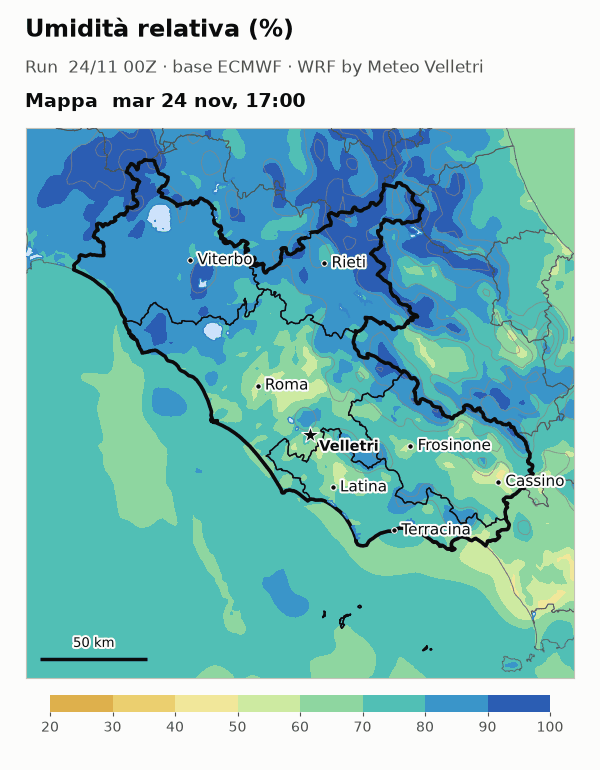 Umidità relativa (%)
Run  24/11 00Z · base ECMWF · WRF by Meteo Velletri
Mappa  mar 24 nov, 17:00
Viterbo
Rieti
Roma
Velletri
Frosinone
Latina
Cassino
Terracina
50 km
20 30 40 50 60 70 80 90 100